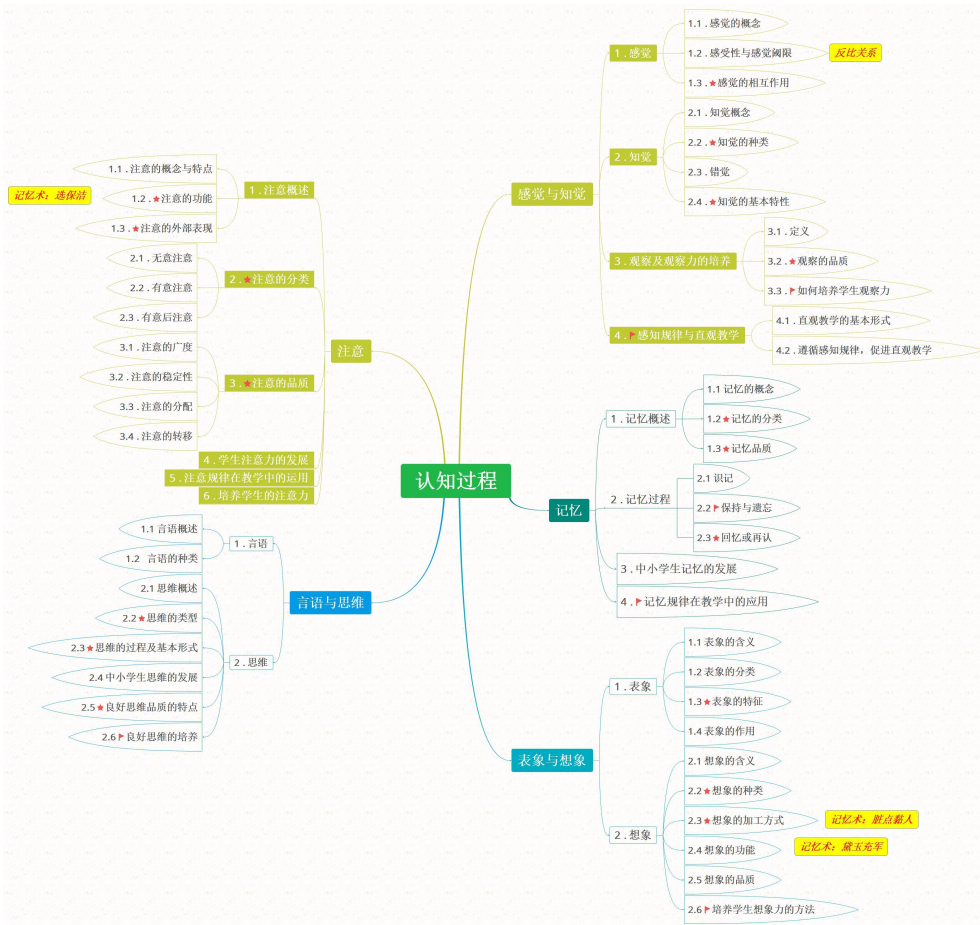 认知过程
感觉与知觉
1 . 感觉
1.1 . 感觉的概念
1.2 . 感受性与感觉阈限
反比关系
1.3 . 感觉的相互作用
2 . 知觉
2.1 . 知觉概念
2.2 . 知觉的种类
2.3 . 错觉
2.4 . 知觉的基本特性
3 . 观察及观察力的培养
3.1 . 定义
3.2 . 观察的品质
3.3 . 如何培养学生观察力
4 . 感知规律与直观教学
4.1 . 直观教学的基本形式
4.2 . 遵循感知规律，促进直观教学
记忆
1 . 记忆概述
1.1 记忆的概念
1.2 记忆的分类
1.3 记忆品质
2 . 记忆过程
2.1 识记
2.2 保持与遗忘
2.3 回忆或再认
3 . 中小学生记忆的发展
4 . 记忆规律在教学中的应用
表象与想象
1 . 表象
1.1 表象的含义
1.2 表象的分类
1.3 表象的特征
1.4 表象的作用
2 . 想象
2.1 想象的含义
2.2 想象的种类
2.3 想象的加工方式
记忆术：脏点黏人
2.4 想象的功能
记忆术：黛玉充军
2.5 想象的品质
2.6 培养学生想象力的方法
注意
1 . 注意概述
1.1 . 注意的概念与特点
1.2 . 注意的功能
记忆术：选保洁
1.3 . 注意的外部表现
2 . 注意的分类
2.1 . 无意注意
2.2 . 有意注意
2.3 . 有意后注意
3 . 注意的品质
3.1 . 注意的广度
3.2 . 注意的稳定性
3.3 . 注意的分配
3.4 . 注意的转移
4 . 学生注意力的发展
5 . 注意规律在教学中的运用
6 . 培养学生的注意力
言语与思维
1 . 言语
1.1 言语概述
1.2 言语的种类
2 . 思维
2.1 思维概述
2.2 思维的类型
2.3 思维的过程及基本形式
2.4 中小学生思维的发展
2.5 良好思维品质的特点
2.6 良好思维的培养